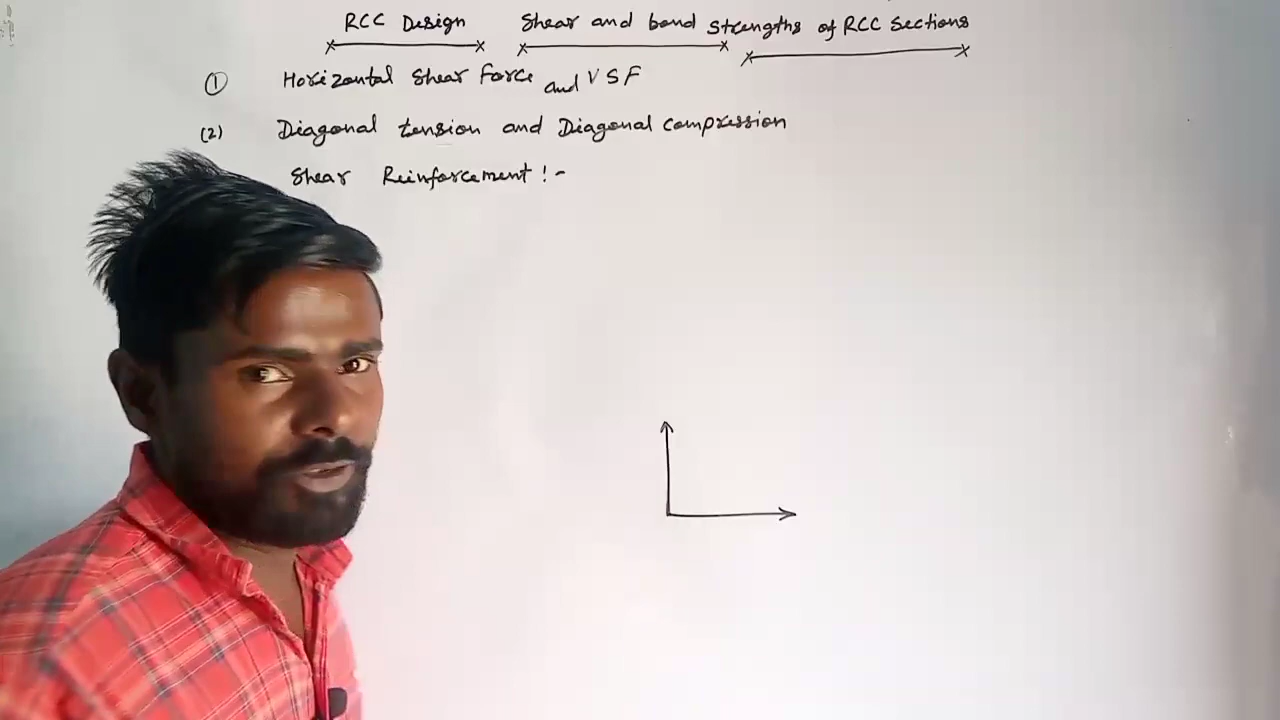 RCC Design Shear and bond strengths of RCC Sections
① Horizontal Shear Force and V S F
(2) Diagonal tension and Diagonal compression
Shear Reinforcement :-